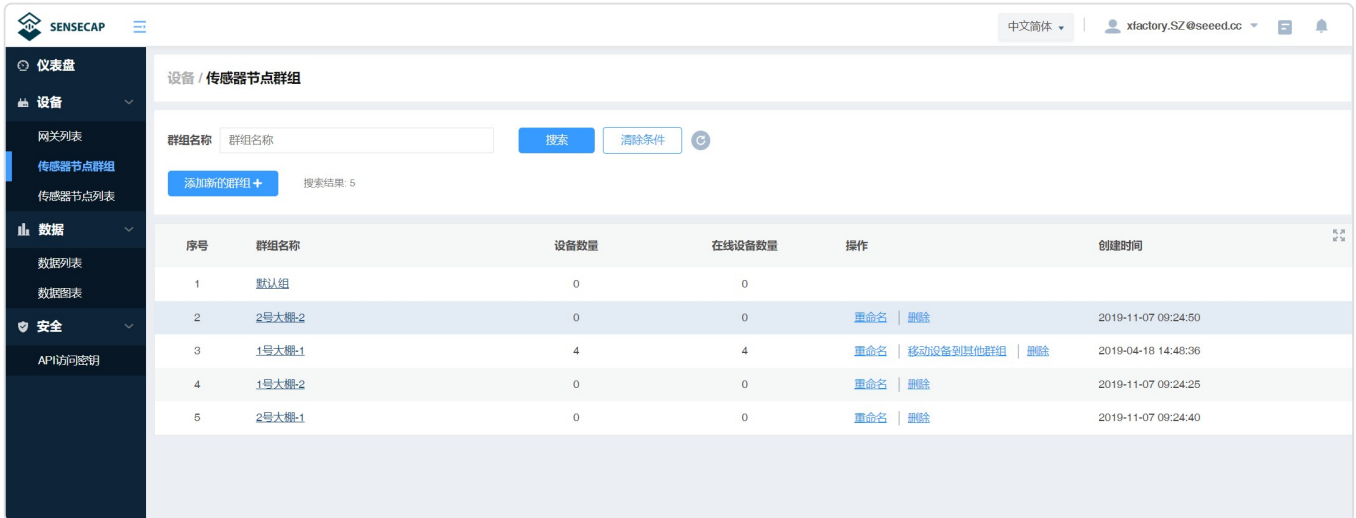 SENSECAP
中文简体
xfactory.SZ@seeed.cc
仪表盘
设备
网关列表
传感器节点群组
传感器节点列表
数据
数据列表
数据图表
安全
API访问密钥
设备 / 传感器节点群组
群组名称 群组名称 搜索 清除条件
添加新的群组+ 搜索结果: 5
序号 群组名称 设备数量 在线设备数量 操作 创建时间
1 默认组 0 0
2 2号大棚-2 0 0 重命名 | 删除 2019-11-07 09:24:50
3 1号大棚-1 4 4 重命名 | 移动设备到其他群组 | 删除 2019-04-18 14:48:36
4 1号大棚-2 0 0 重命名 | 删除 2019-11-07 09:24:25
5 2号大棚-1 0 0 重命名 | 删除 2019-11-07 09:24:40